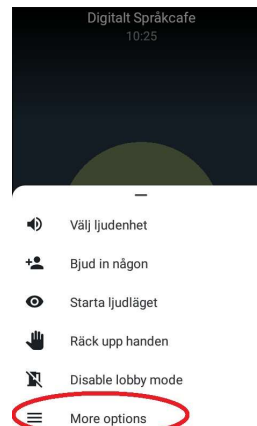 Digitalt Språkcafe
10:25
Välj ljudenhet
Bjud in någon
Starta ljudläget
Räck upp handen
Disable lobby mode
More options